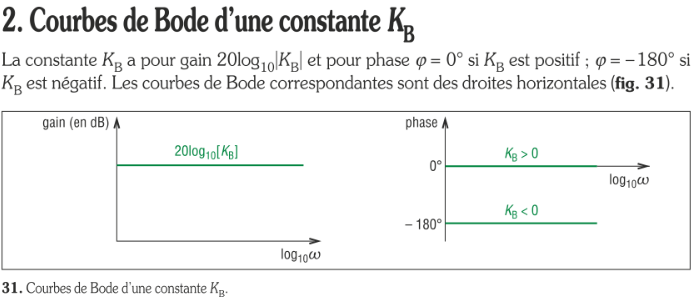 2. Courbes de Bode d'une constante K_B
La constante K_B a pour gain 20log₁₀|K_B| et pour phase φ = 0° si K_B est positif ; φ = −180° si
K_B est négatif. Les courbes de Bode correspondantes sont des droites horizontales (fig. 31).
gain (en dB)
20log₁₀[K_B]
log₁₀ω
phase
0°
K_B > 0
log₁₀ω
− 180°
K_B < 0
31. Courbes de Bode d'une constante K_B.